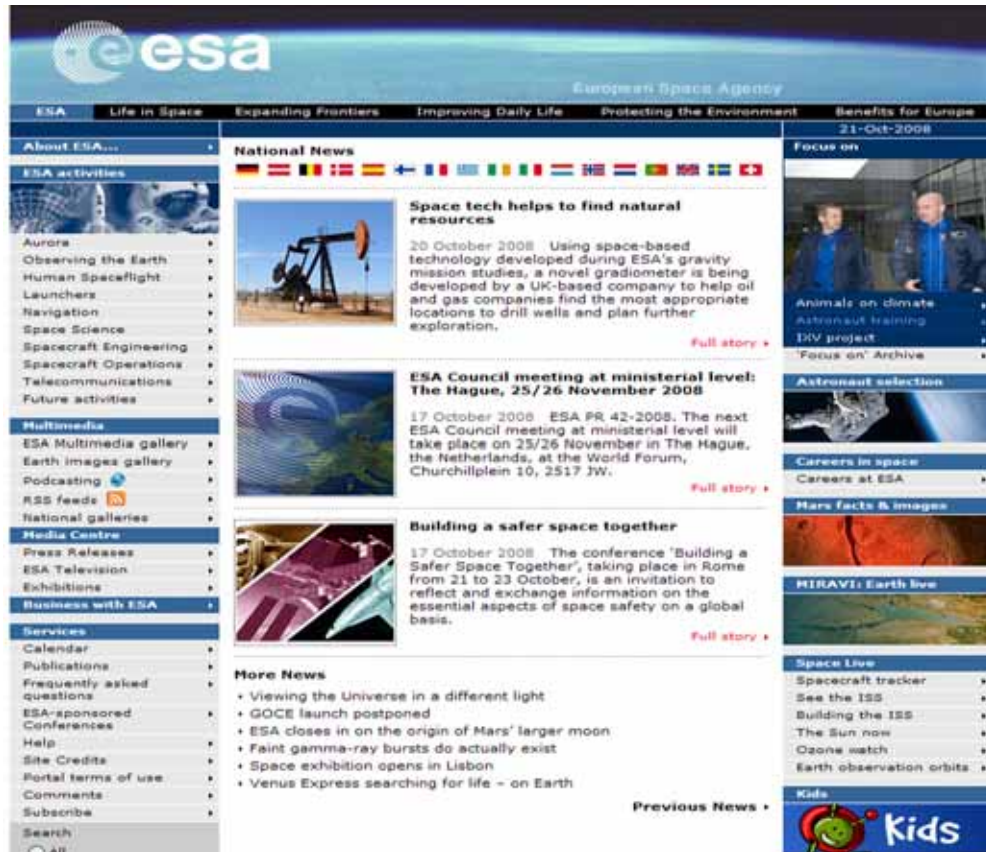 esa
European Space Agency
ESA Life in Space Expanding Frontiers Improving Daily Life Protecting the Environment Benefits for Europe
21-Oct-2008
About ESA...
ESA activities
Aurora
Observing the Earth
Human Spaceflight
Launchers
Navigation
Space Science
Spacecraft Engineering
Spacecraft Operations
Telecommunications
Future activities
Multimedia
ESA Multimedia gallery
Earth images gallery
Podcasting
RSS feeds
National galleries
Media Centre
Press Releases
ESA Television
Exhibitions
Business with ESA
Services
Calendar
Publications
Frequently asked
questions
ESA-sponsored
Conferences
Help
Site Credits
Portal terms of use
Comments
Subscribe
Search
All
National News
Space tech helps to find natural
resources
20 October 2008 Using space-based
technology developed during ESA's gravity
mission studies, a novel gradiometer is being
developed by a UK-based company to help oil
and gas companies find the most appropriate
locations to drill wells and plan further
exploration.
Full story
ESA Council meeting at ministerial level:
The Hague, 25/26 November 2008
17 October 2008 ESA PR 42-2008. The next
ESA Council meeting at ministerial level will
take place on 25/26 November in The Hague,
the Netherlands, at the World Forum,
Churchillplein 10, 2517 JW.
Full story
Building a safer space together
17 October 2008 The conference 'Building a
Safer Space Together', taking place in Rome
from 21 to 23 October, is an invitation to
reflect and exchange information on the
essential aspects of space safety on a global
basis.
Full story
More News
Viewing the Universe in a different light
GOCE launch postponed
ESA closes in on the origin of Mars' larger moon
Faint gamma-ray bursts do actually exist
Space exhibition opens in Lisbon
Venus Express searching for life – on Earth
Previous News
Focus on
Animals on climate
Astronaut training
IXV project
'Focus on' Archive
Astronaut selection
Careers in space
Careers at ESA
Mars facts & images
MIRAVI: Earth live
Space Live
Spacecraft tracker
See the ISS
Building the ISS
The Sun now
Ozone watch
Earth observation orbits
Kids
Kids